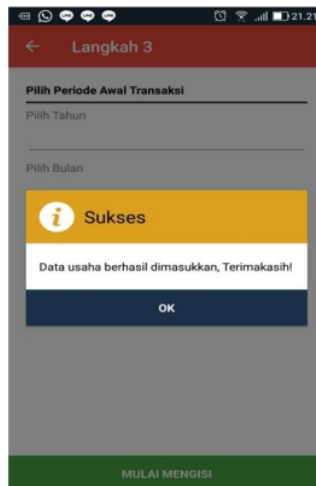 21.21
Langkah 3
Pilih Periode Awal Transaksi
Pilih Tahun
Pilih Bulan
i Sukses
Data usaha berhasil dimasukkan, Terimakasih!
OK
MULAI MENGISI